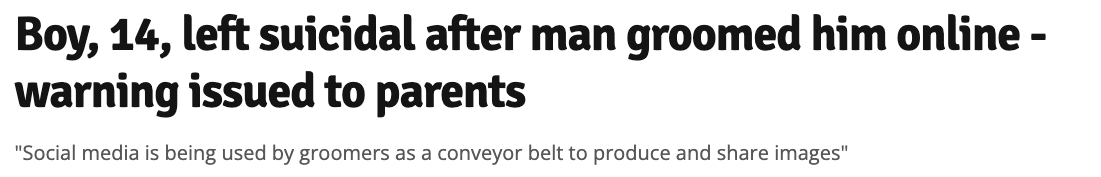 Boy, 14, left suicidal after man groomed him online -
warning issued to parents
"Social media is being used by groomers as a conveyor belt to produce and share images"